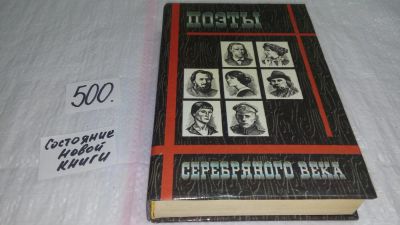 ПОЭТЫ
500.
Состояние
новой
книги
СЕРЕБРЯНОГО ВЕКА